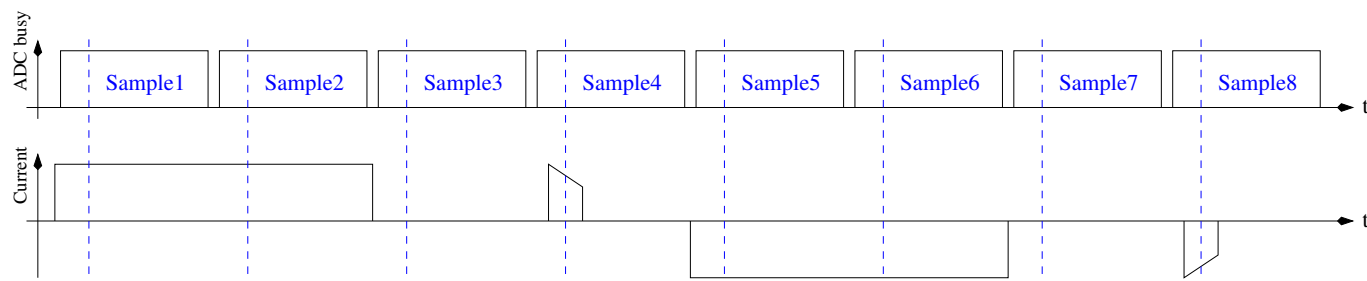 ADC busy
Sample1 Sample2 Sample3 Sample4 Sample5 Sample6 Sample7 Sample8
t
Current
t